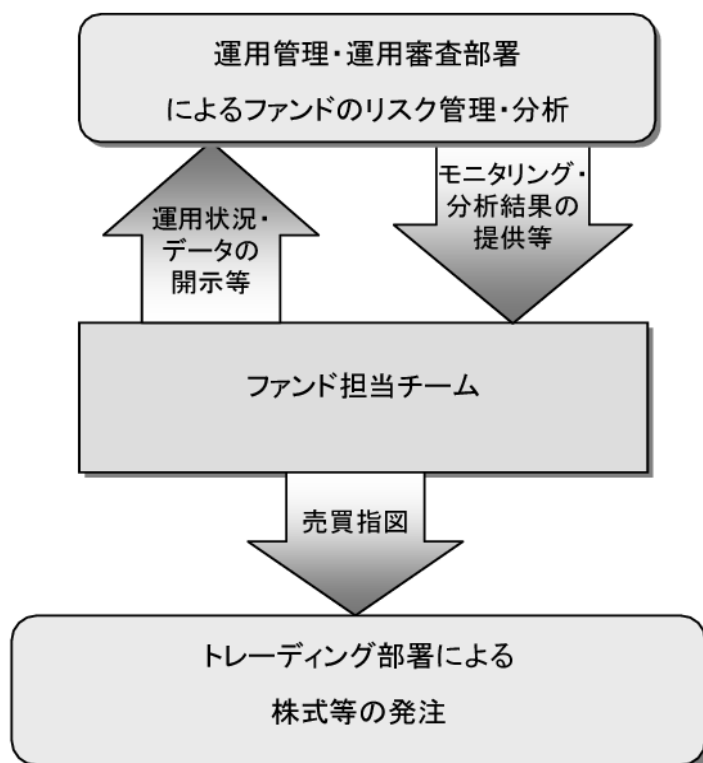 運用管理・運用審査部署
によるファンドのリスク管理・分析
運用状況・
データの
開示等
モニタリング・
分析結果の
提供等
ファンド担当チーム
売買指図
トレーディング部署による
株式等の発注